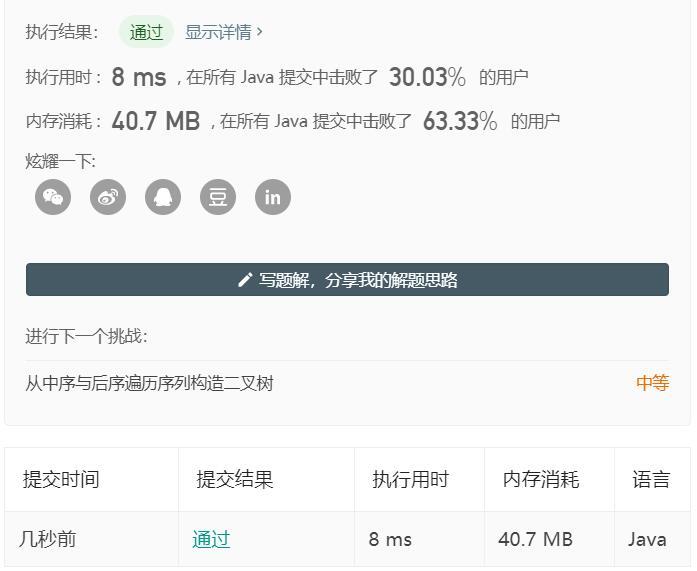 执行结果： 通过 显示详情 ›
执行用时： 8 ms ，在所有 Java 提交中击败了 30.03% 的用户
内存消耗： 40.7 MB ，在所有 Java 提交中击败了 63.33% 的用户
炫耀一下:
豆 in
写题解，分享我的解题思路
进行下一个挑战：
从中序与后序遍历序列构造二叉树 中等
提交时间 提交结果 执行用时 内存消耗 语言
几秒前 通过 8 ms 40.7 MB Java